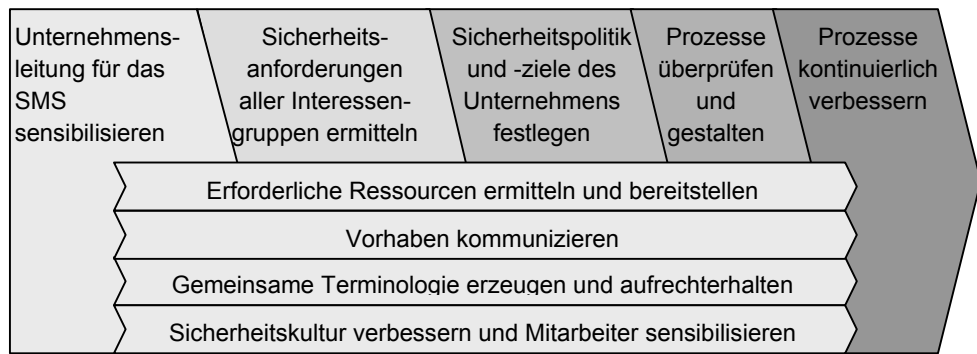 Unternehmens-
leitung für das
SMS
sensibilisieren
Sicherheits-
anforderungen
aller Interessen-
gruppen ermitteln
Sicherheitspolitik
und -ziele des
Unternehmens
festlegen
Prozesse
überprüfen
und
gestalten
Prozesse
kontinuierlich
verbessern
Erforderliche Ressourcen ermitteln und bereitstellen
Vorhaben kommunizieren
Gemeinsame Terminologie erzeugen und aufrechterhalten
Sicherheitskultur verbessern und Mitarbeiter sensibilisieren